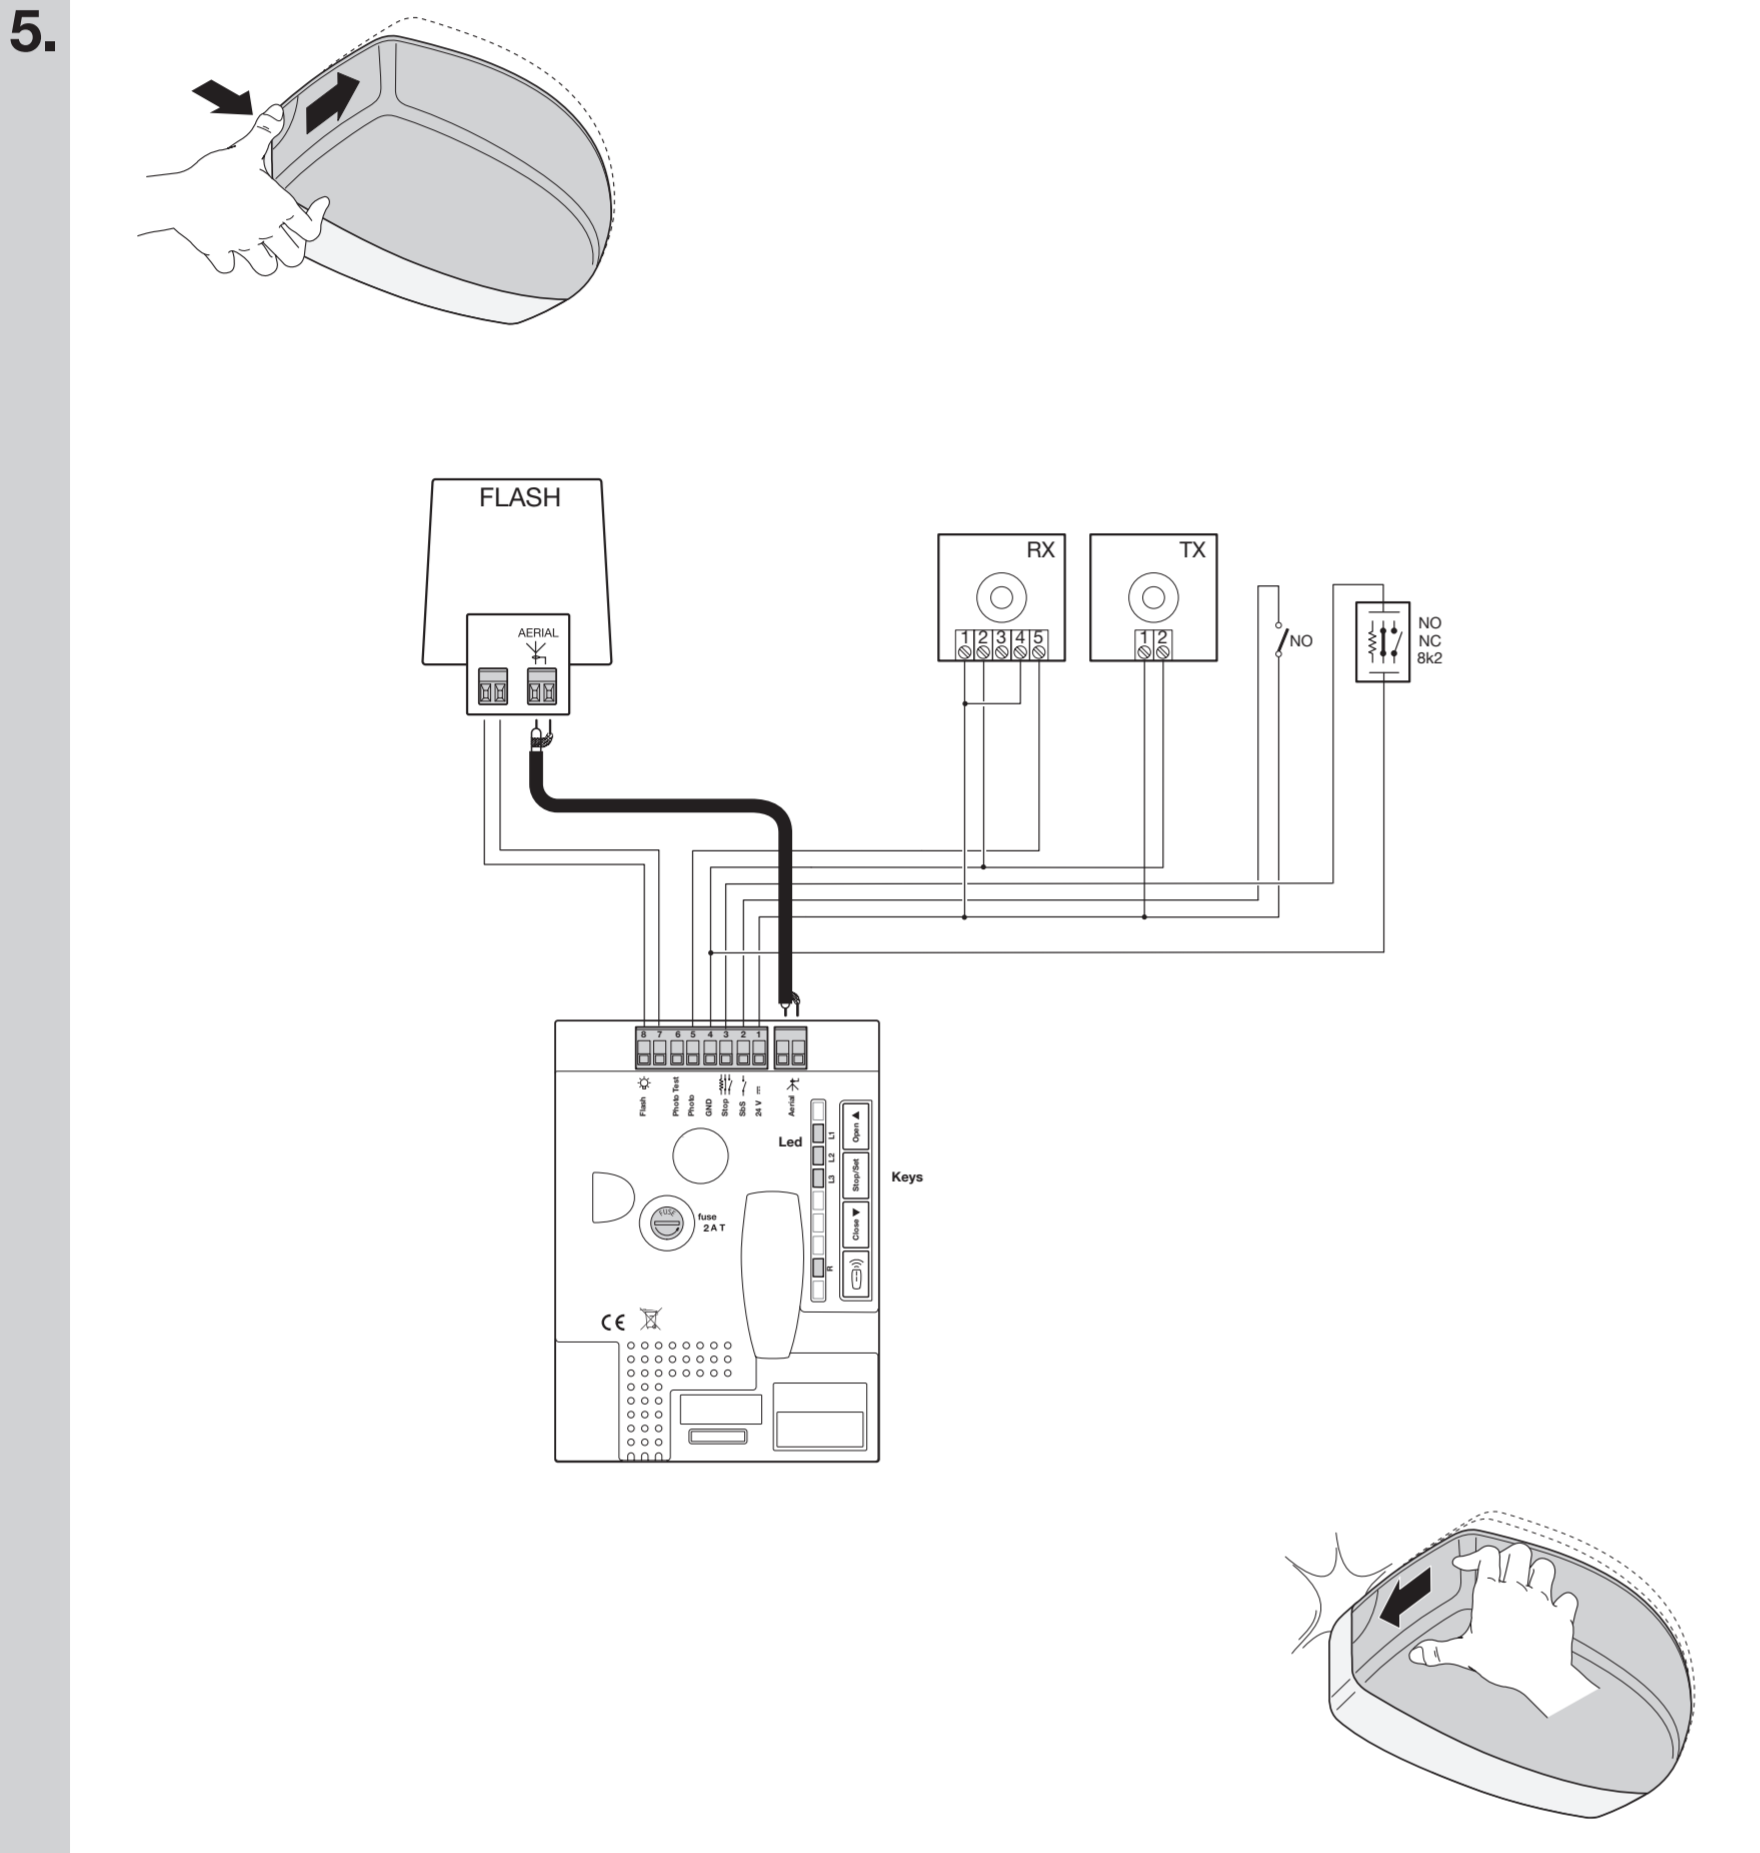 5.
FLASH
AERIAL
RX
1 2 3 4 5
TX
1 2
NO
NO
NC
8k2
8 7 6 5 4 3 2 1
Flash
Photo Test
Photo
GND
Stop
SbS
24 V
Aerial
Led
L1
L2
L3
R
Open
Stop/Set
Close
Keys
FUSE
fuse
2 A T
CE